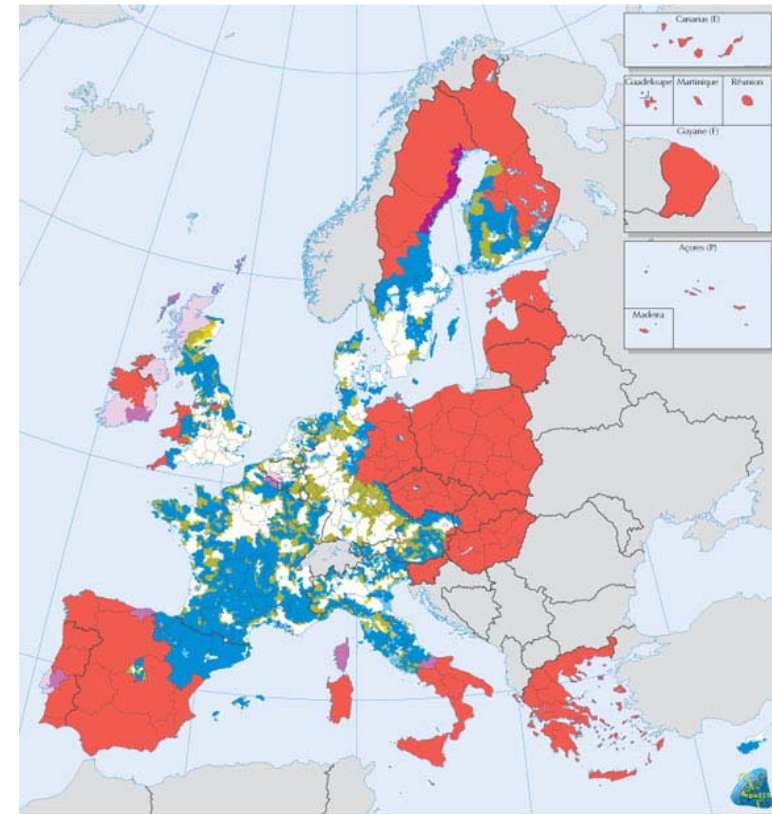 Canarias (E)
Guadeloupe Martinique Réunion
Guyane (F)
Açores (P)
Madeira